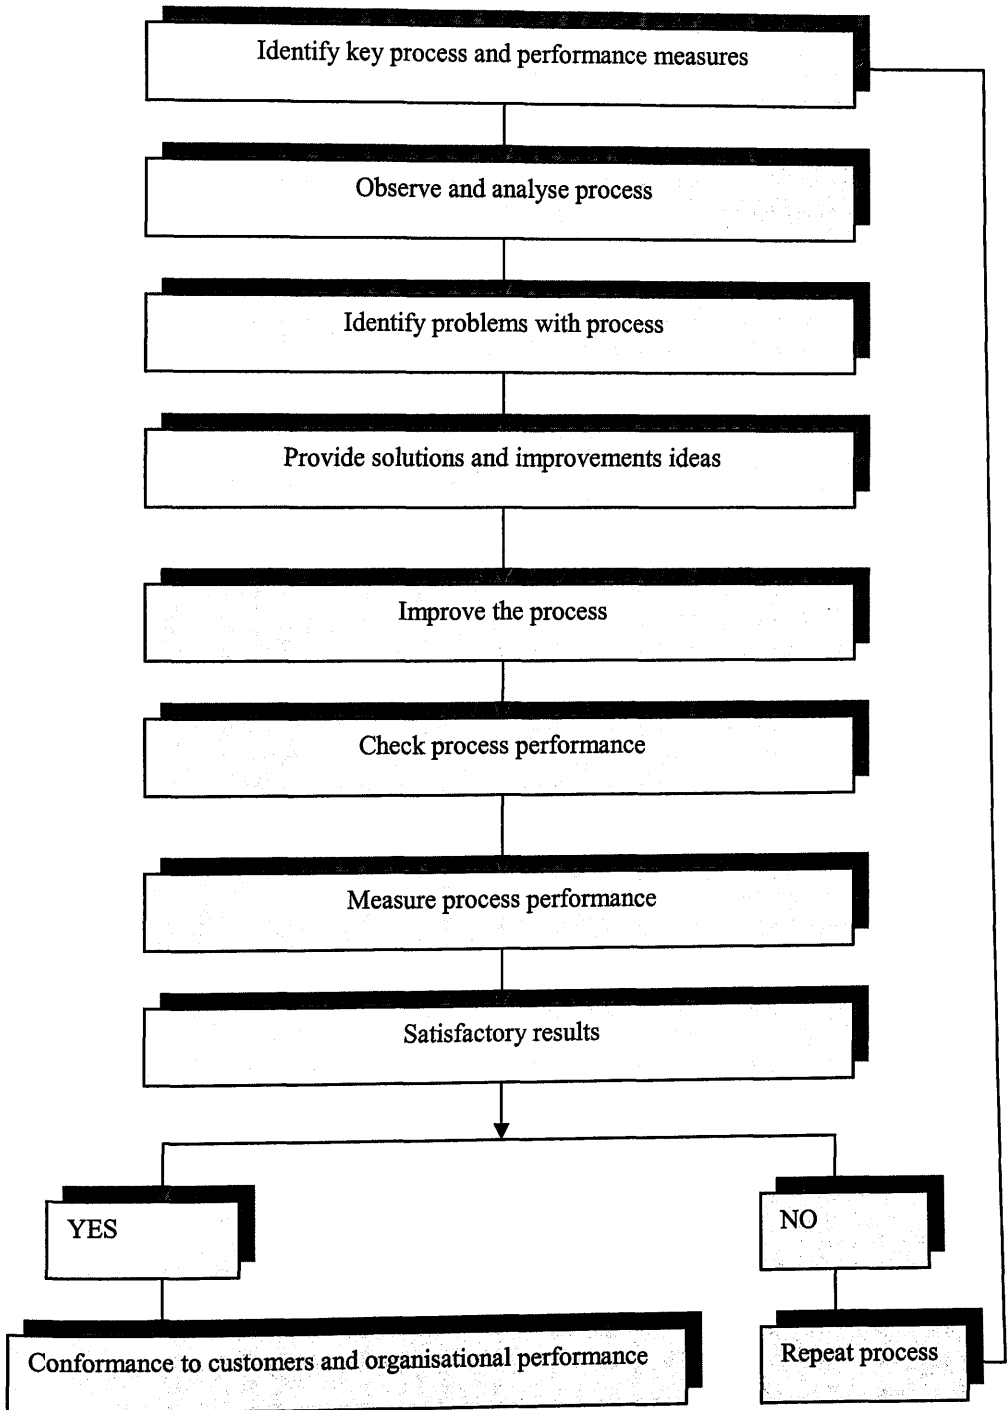 Identify key process and performance measures
Observe and analyse process
Identify problems with process
Provide solutions and improvements ideas
Improve the process
Check process performance
Measure process performance
Satisfactory results
YES
NO
Conformance to customers and organisational performance
Repeat process